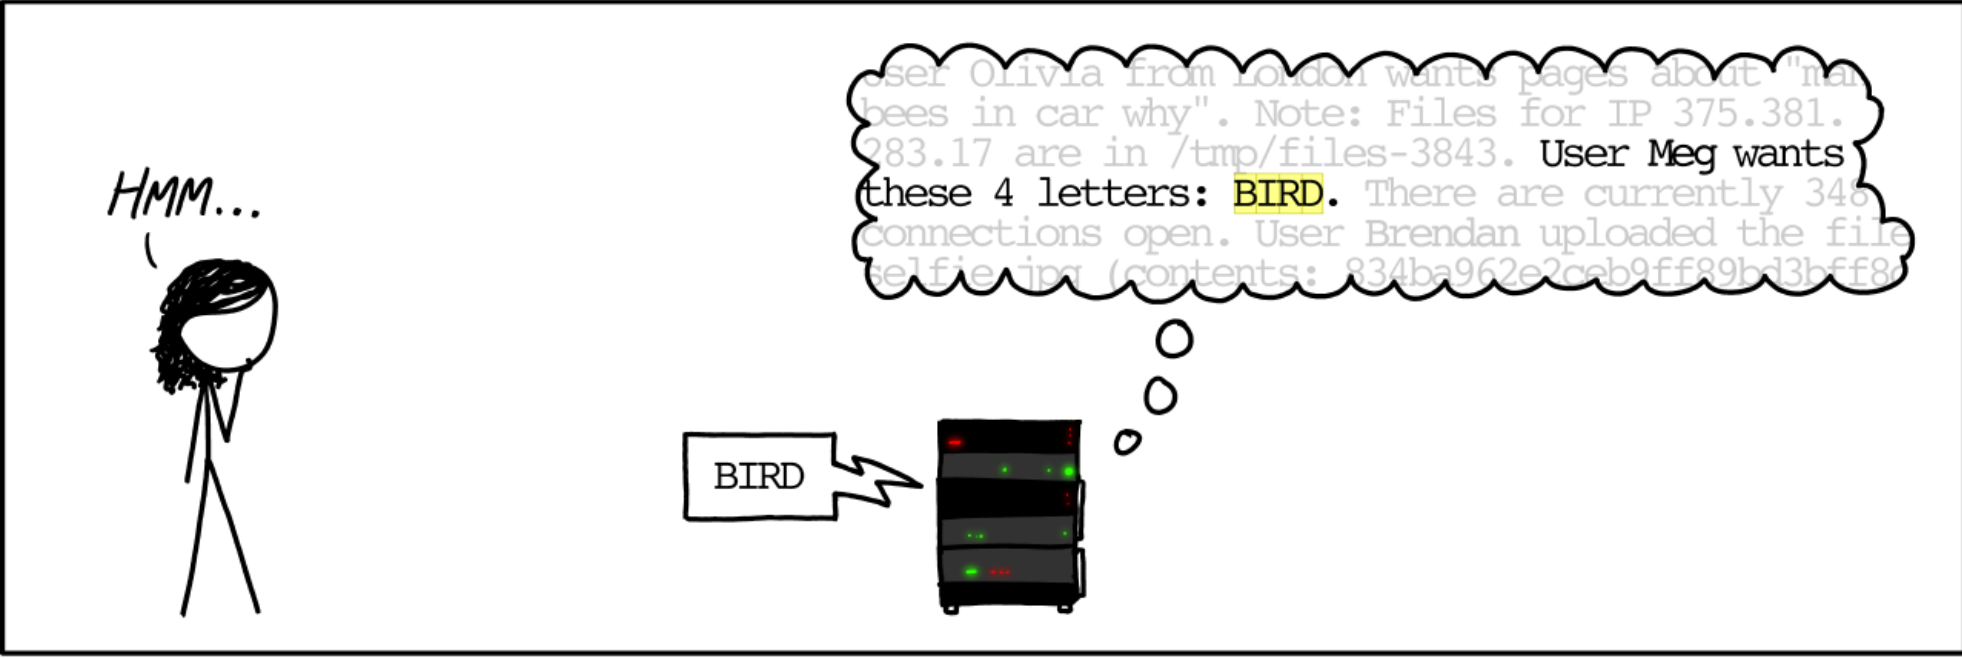 HMM...
User Olivia from London wants pages about "man
bees in car why". Note: Files for IP 375.381.
283.17 are in /tmp/files-3843. User Meg wants
these 4 letters: BIRD. There are currently 348
connections open. User Brendan uploaded the file
selfie.jpg (contents: 834ba962e2ceb9ff89bd3bff8
BIRD